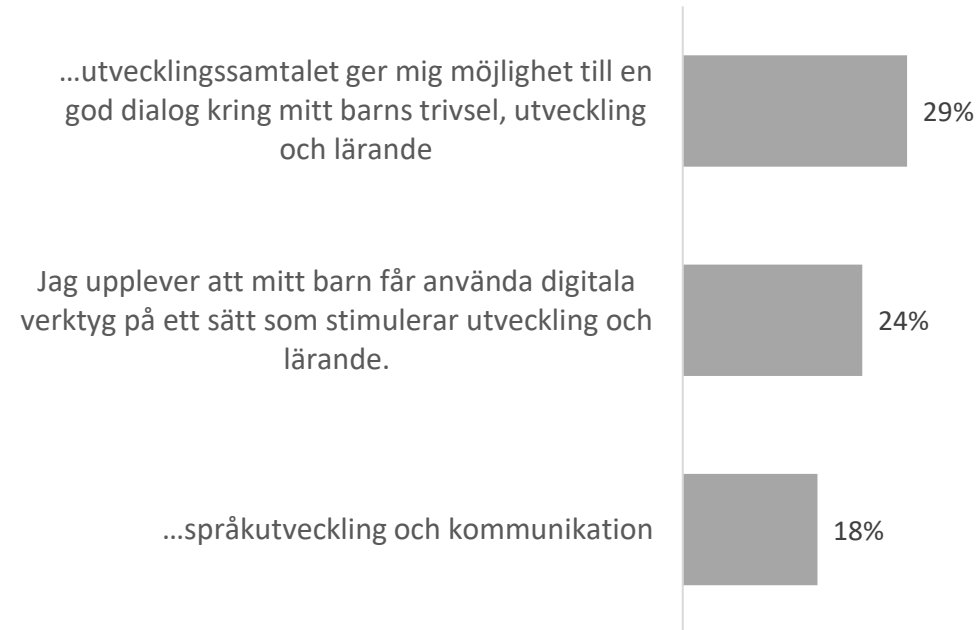 …utvecklingssamtalet ger mig möjlighet till en
god dialog kring mitt barns trivsel, utveckling
och lärande
29%
Jag upplever att mitt barn får använda digitala
verktyg på ett sätt som stimulerar utveckling och
lärande.
24%
…språkutveckling och kommunikation
18%